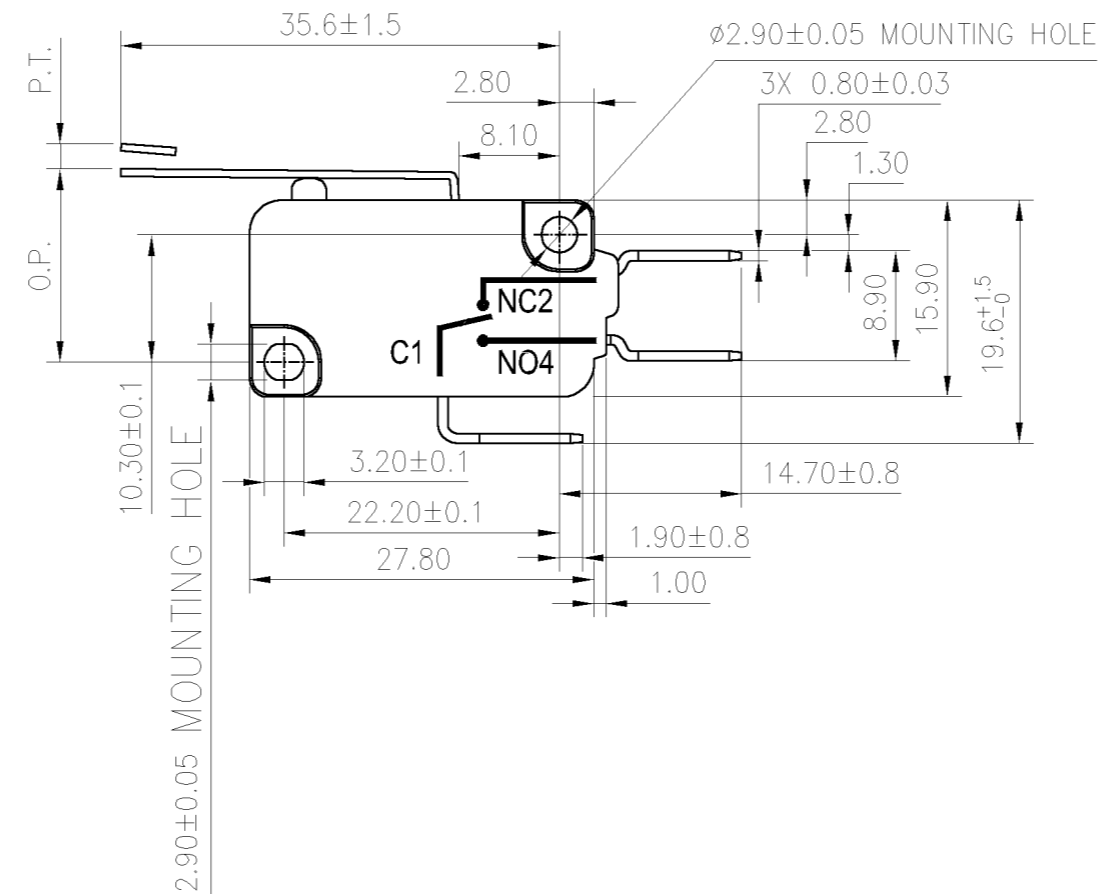 35.6±1.5
ø2.90±0.05 MOUNTING HOLE
P.T.
2.80
3X 0.80±0.03
2.80
8.10
1.30
O.P.
NC2
C1
NO4
8.90
15.90
19.6+1.5-0
10.30±0.1
3.20±0.1
14.70±0.8
22.20±0.1
1.90±0.8
27.80
1.00
2.90±0.05 MOUNTING HOLE